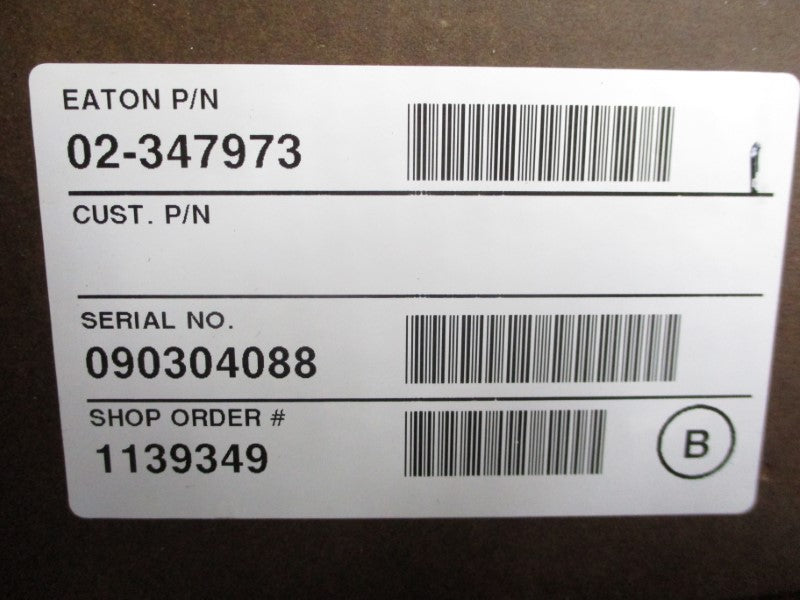 EATON P/N
02-347973
CUST. P/N
SERIAL NO.
090304088
SHOP ORDER #
1139349
B